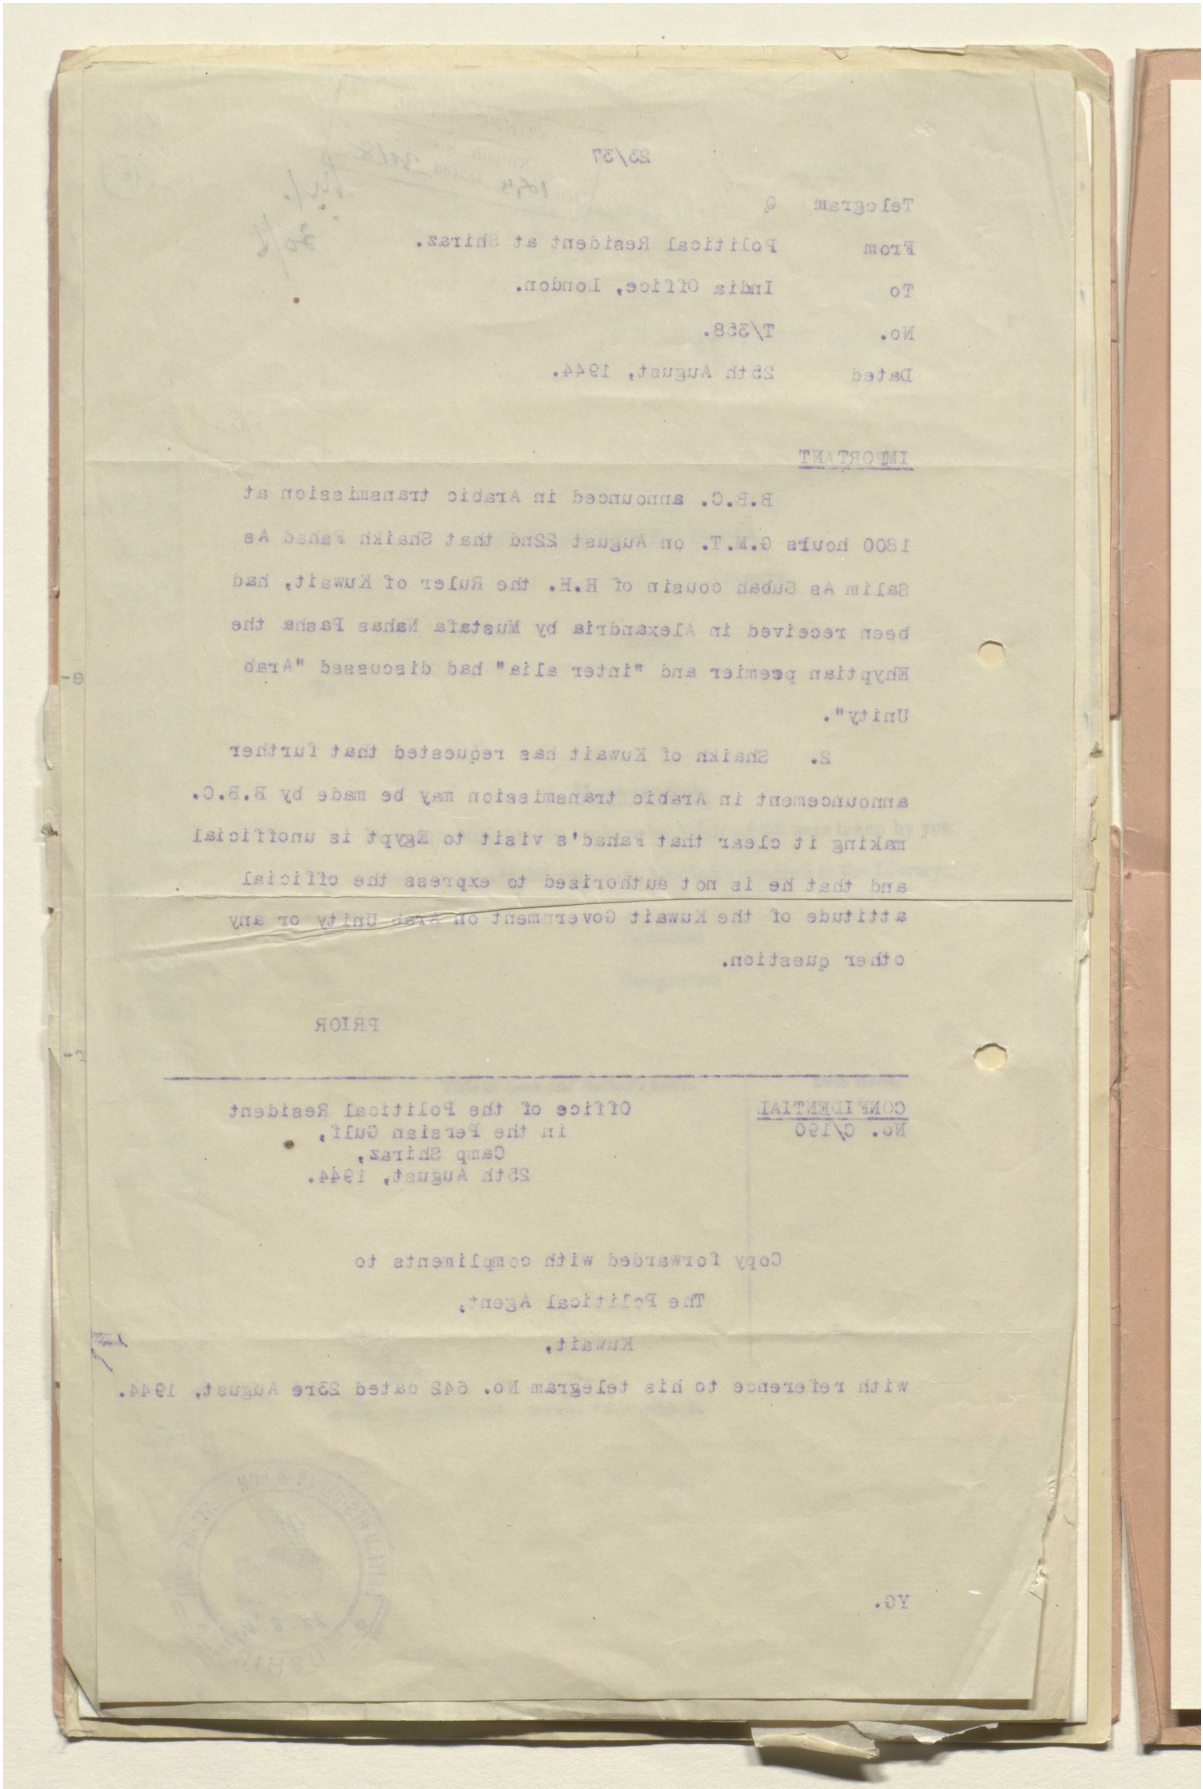 23/37
Telegram Q
From Political Resident at Shiraz.
To India Office, London.
No. T/358.
Dated 25th August, 1944.
IMPORTANT
B.B.C. announced in Arabic transmission at
1800 hours G.M.T. on August 22nd that Shaikh Fahad As
Salim As Subah cousin of H.H. the Ruler of Kuwait, had
been received in Alexandria by Mustafa Nahas Pasha the
Ehyptian premier and "inter alia" had discussed "Arab
Unity".
2. Shaikh of Kuwait has requested that further
announcement in Arabic transmission may be made by B.B.C.
making it clear that Fahad's visit to Egypt is unofficial
and that he is not authorised to express the official
attitude of the Kuwait Government on Arab Unity or any
other question.
PRIOR
CONFIDENTIAL
No. C/190
Office of the Political Resident
in the Persian Gulf,
Camp Shiraz,
25th August, 1944.
Copy forwarded with compliments to
The Political Agent,
Kuwait,
with reference to his telegram No. 642 dated 23re August, 1944.
YG.